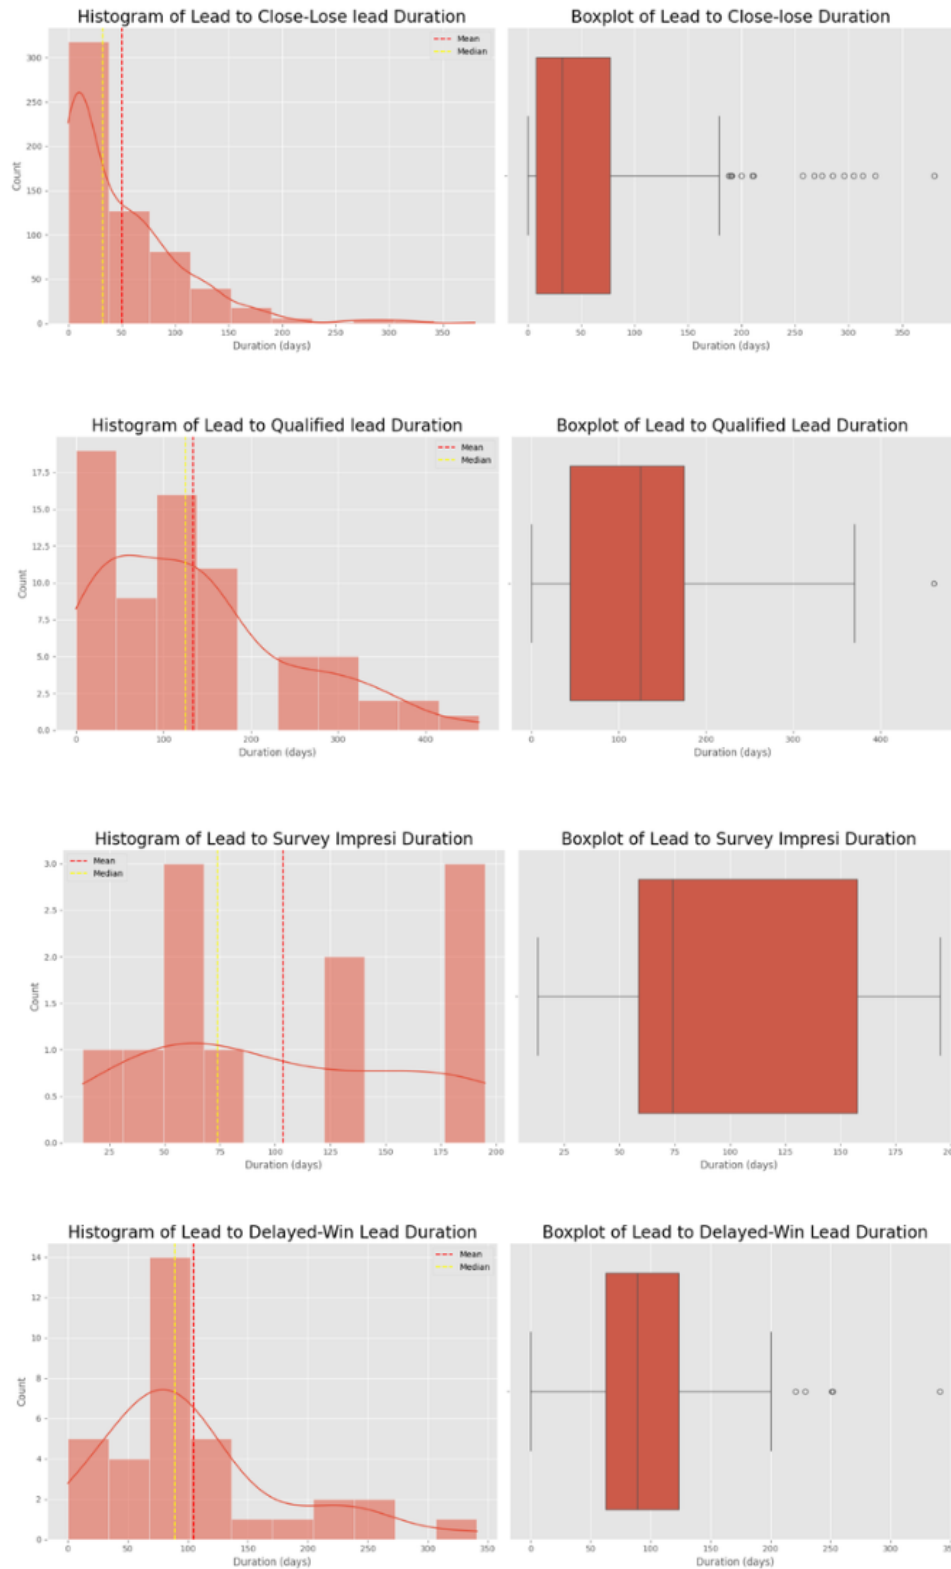 Histogram of Lead to Close-Lose lead Duration
Mean
Median
300
250
200
150
100
50
0
Count
0 50 100 150 200 250 300 350
Duration (days)
Boxplot of Lead to Close-lose Duration
0 50 100 150 200 250 300 350
Duration (days)
Histogram of Lead to Qualified lead Duration
Mean
Median
17.5
15.0
12.5
10.0
7.5
5.0
2.5
0.0
Count
0 100 200 300 400
Duration (days)
Boxplot of Lead to Qualified Lead Duration
0 100 200 300 400
Duration (days)
Histogram of Lead to Survey Impresi Duration
Mean
Median
3.0
2.5
2.0
1.5
1.0
0.5
0.0
Count
25 50 75 100 125 150 175 200
Duration (days)
Boxplot of Lead to Survey Impresi Duration
25 50 75 100 125 150 175
Duration (days)
Histogram of Lead to Delayed-Win Lead Duration
Mean
Median
14
12
10
8
6
4
2
0
Count
0 50 100 150 200 250 300 350
Duration (days)
Boxplot of Lead to Delayed-Win Lead Duration
0 50 100 150 200 250 300
Duration (days)